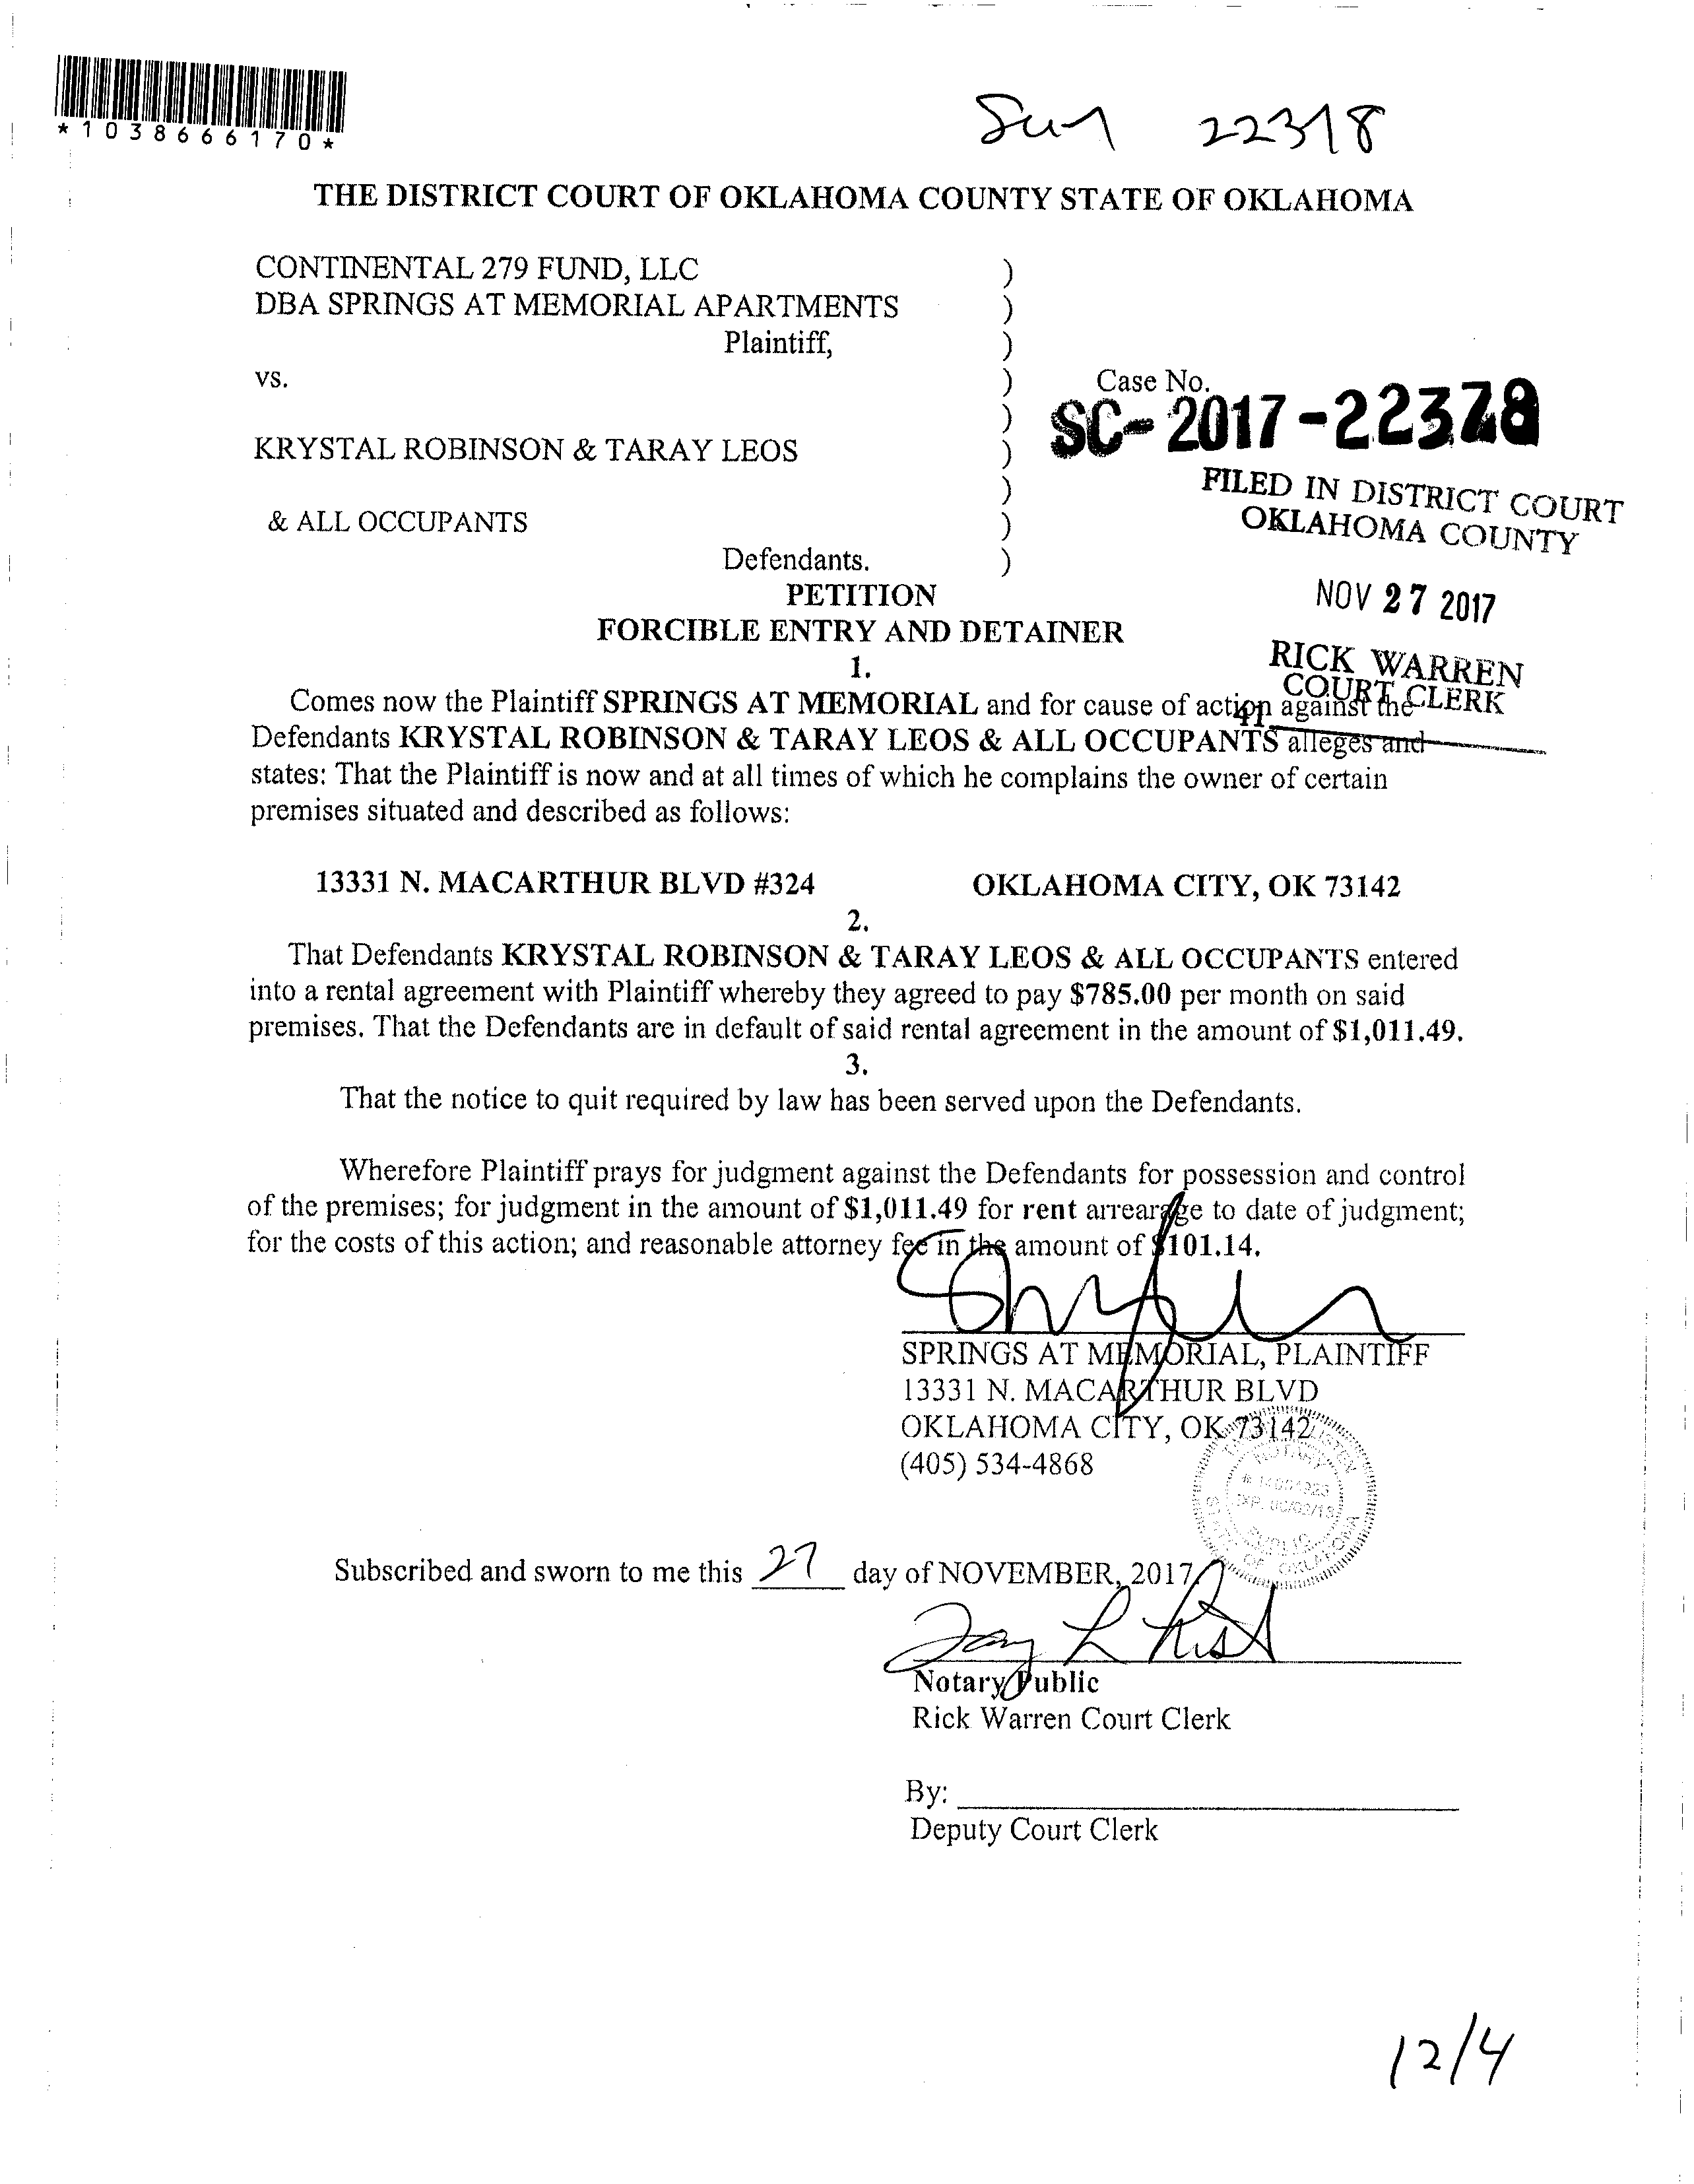 *1038666170*
22318
THE DISTRICT COURT OF OKLAHOMA COUNTY STATE OF OKLAHOMA
CONTINENTAL 279 FUND, LLC )
DBA SPRINGS AT MEMORIAL APARTMENTS )
Plaintiff, )
vs. ) Case No.
) SC-2017-
KRYSTAL ROBINSON & TARAY LEOS )
) FILED IN DISTRICT COURT
& ALL OCCUPANTS ) OKLAHOMA COUNTY
Defendants. )
PETITION NOV 27 2017
FORCIBLE ENTRY AND DETAINER
1. RICK WARREN
COURT CLERK
Comes now the Plaintiff SPRINGS AT MEMORIAL and for cause of action against the
41
Defendants KRYSTAL ROBINSON & TARAY LEOS & ALL OCCUPANTS alleges and
states: That the Plaintiff is now and at all times of which he complains the owner of certain
premises situated and described as follows:
13331 N. MACARTHUR BLVD #324 OKLAHOMA CITY, OK 73142
2.
That Defendants KRYSTAL ROBINSON & TARAY LEOS & ALL OCCUPANTS entered
into a rental agreement with Plaintiff whereby they agreed to pay $785.00 per month on said
premises. That the Defendants are in default of said rental agreement in the amount of $1,011.49.
3.
That the notice to quit required by law has been served upon the Defendants.
Wherefore Plaintiff prays for judgment against the Defendants for possession and control
of the premises; for judgment in the amount of $1,011.49 for rent arrearage to date of judgment;
for the costs of this action; and reasonable attorney fee in the amount of $101.14.
SPRINGS AT MEMORIAL, PLAINTIFF
13331 N. MACARTHUR BLVD
OKLAHOMA CITY, OK 73142
(405) 534-4868
NOTARY
PUBLIC
STATE OF OKLAHOMA
Subscribed and sworn to me this 27 day of NOVEMBER, 2017
Notary Public
Rick Warren Court Clerk
By:
Deputy Court Clerk
12/4